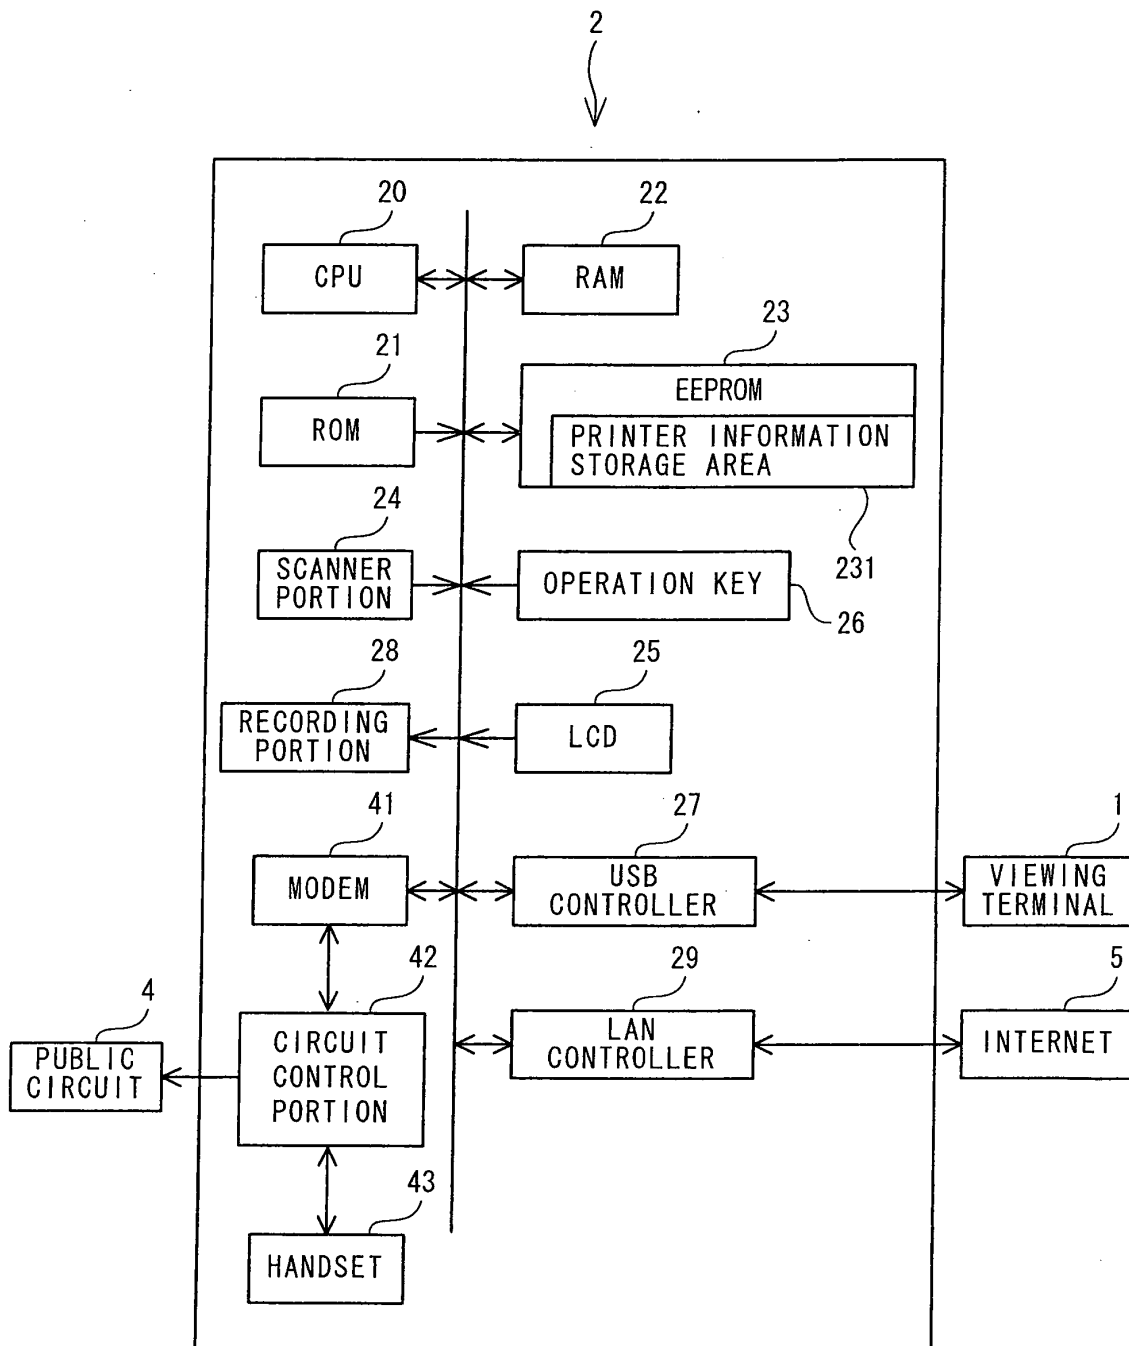 2
20
22
CPU
RAM
21
23
ROM
EEPROM
PRINTER INFORMATION
STORAGE AREA
231
24
SCANNER
PORTION
OPERATION KEY
26
28
25
RECORDING
PORTION
LCD
41
27
1
MODEM
USB
CONTROLLER
VIEWING
TERMINAL
42
29
5
4
PUBLIC
CIRCUIT
CIRCUIT
CONTROL
PORTION
LAN
CONTROLLER
INTERNET
43
HANDSET